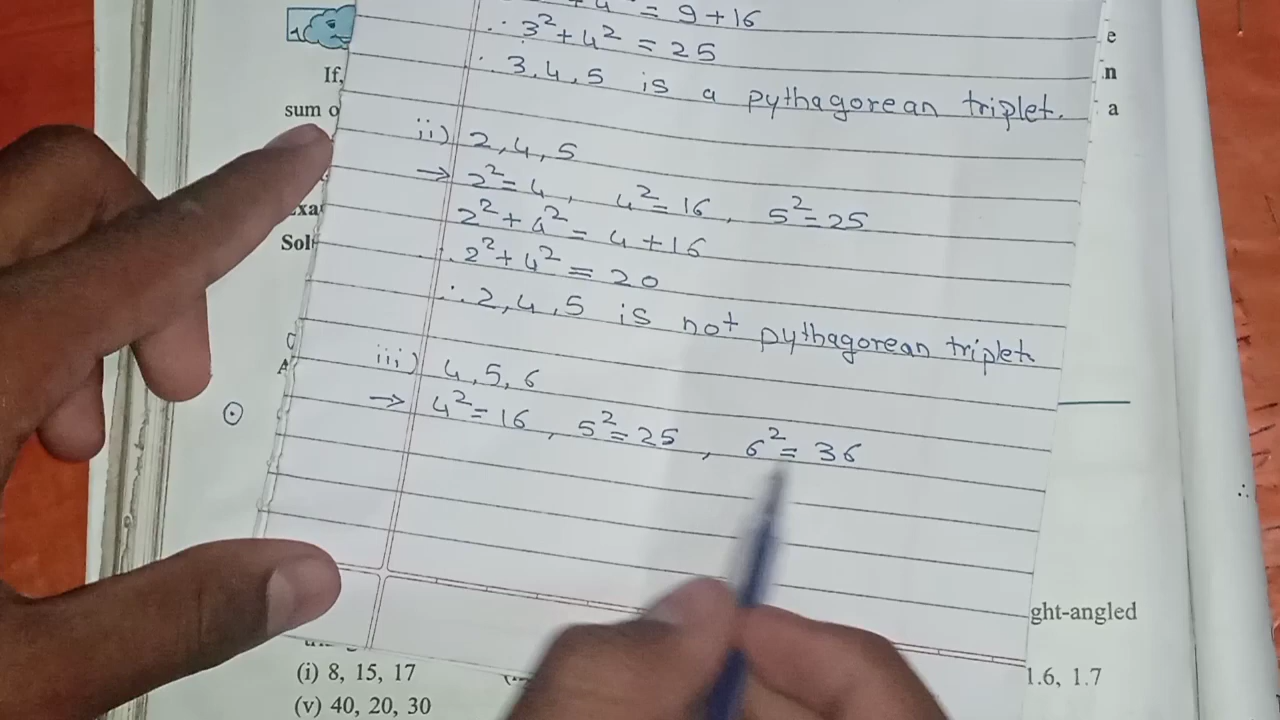 4 = 9 + 16
∴ 3² + 4² = 25
∴ 3, 4, 5 is a pythagorean triplet.
ii) 2, 4, 5
→ 2² = 4, 4² = 16, 5² = 25
2² + 4² = 4 + 16
∴ 2² + 4² = 20
∴ 2, 4, 5 is not pythagorean triplet.
iii) 4, 5, 6
→ 4² = 16, 5² = 25, 6² = 36
e
n
If,
sum o
a
Exa
Sol
ght-angled
(i) 8, 15, 17
1.6, 1.7
(v) 40, 20, 30